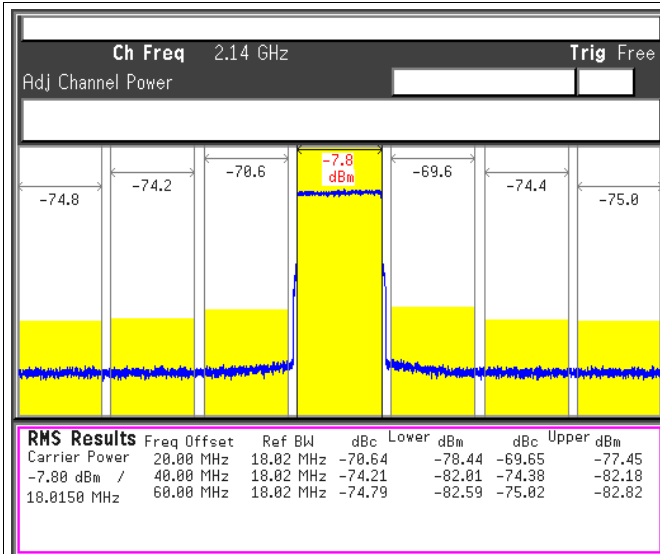 Ch Freq 2.14 GHz Trig Free
Adj Channel Power
-7.8
dBm
-70.6 -69.6
-74.2 -74.4
-74.8 -75.0
RMS Results Freq Offset Ref BW dBc Lower dBm dBc Upper dBm
Carrier Power 20.00 MHz 18.02 MHz -70.64 -78.44 -69.65 -77.45
-7.80 dBm / 40.00 MHz 18.02 MHz -74.21 -82.01 -74.38 -82.18
18.0150 MHz 60.00 MHz 18.02 MHz -74.79 -82.59 -75.02 -82.82